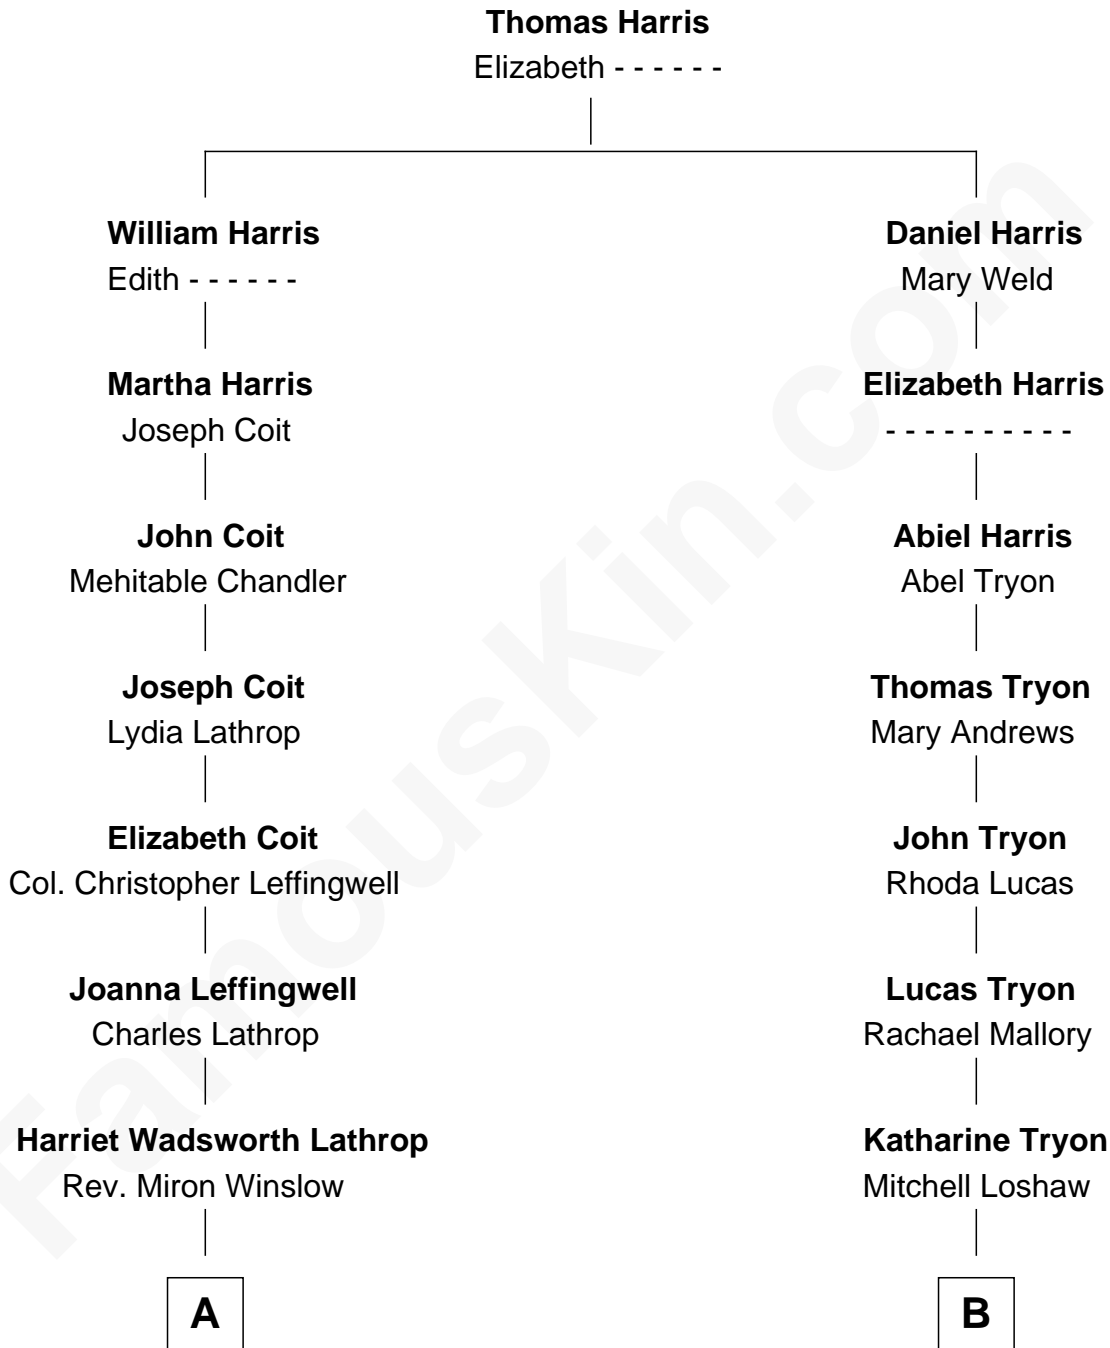 Thomas Harris
Elizabeth - - - - - -
William Harris
Edith - - - - - -
Martha Harris
Joseph Coit
John Coit
Mehitable Chandler
Joseph Coit
Lydia Lathrop
Elizabeth Coit
Col. Christopher Leffingwell
Joanna Leffingwell
Charles Lathrop
Harriet Wadsworth Lathrop
Rev. Miron Winslow
A
Daniel Harris
Mary Weld
Elizabeth Harris
- - - - - - - - - -
Abiel Harris
Abel Tryon
Thomas Tryon
Mary Andrews
John Tryon
Rhoda Lucas
Lucas Tryon
Rachael Mallory
Katharine Tryon
Mitchell Loshaw
B
FamousKin.com